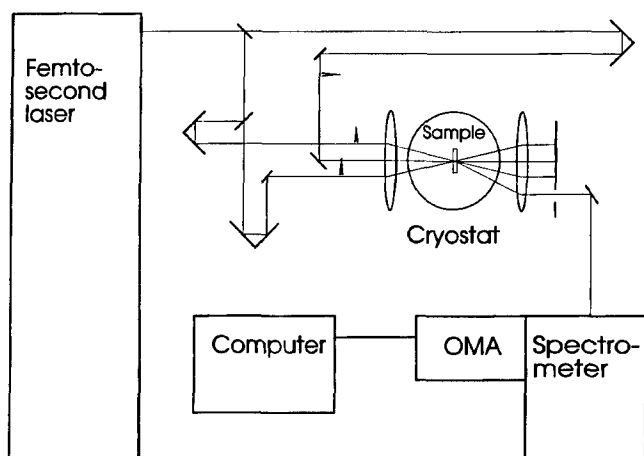 Femto-
second
laser
Sample
Cryostat
Computer
OMA
Spectro-
meter